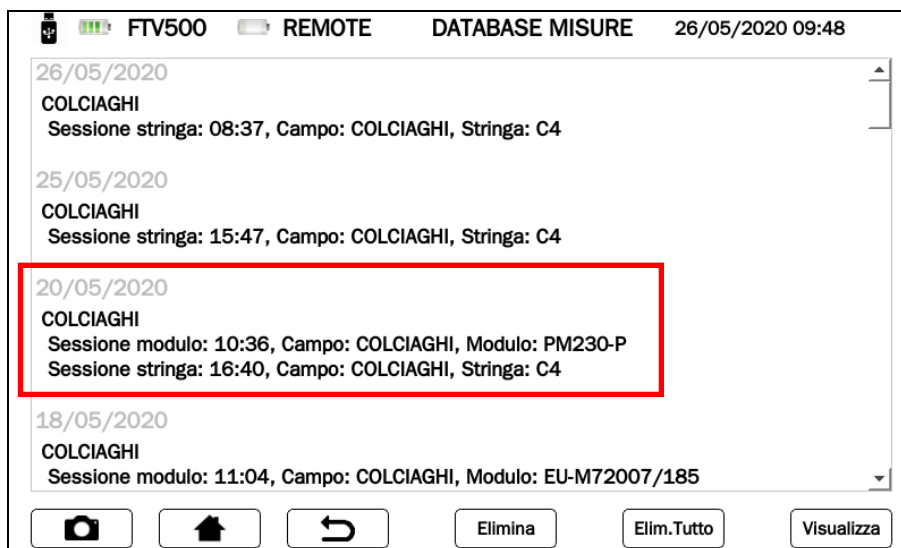 FTV500 REMOTE DATABASE MISURE 26/05/2020 09:48
26/05/2020
COLCIAGHI
Sessione stringa: 08:37, Campo: COLCIAGHI, Stringa: C4
25/05/2020
COLCIAGHI
Sessione stringa: 15:47, Campo: COLCIAGHI, Stringa: C4
20/05/2020
COLCIAGHI
Sessione modulo: 10:36, Campo: COLCIAGHI, Modulo: PM230-P
Sessione stringa: 16:40, Campo: COLCIAGHI, Stringa: C4
18/05/2020
COLCIAGHI
Sessione modulo: 11:04, Campo: COLCIAGHI, Modulo: EU-M72007/185
Elimina Elim.Tutto Visualizza